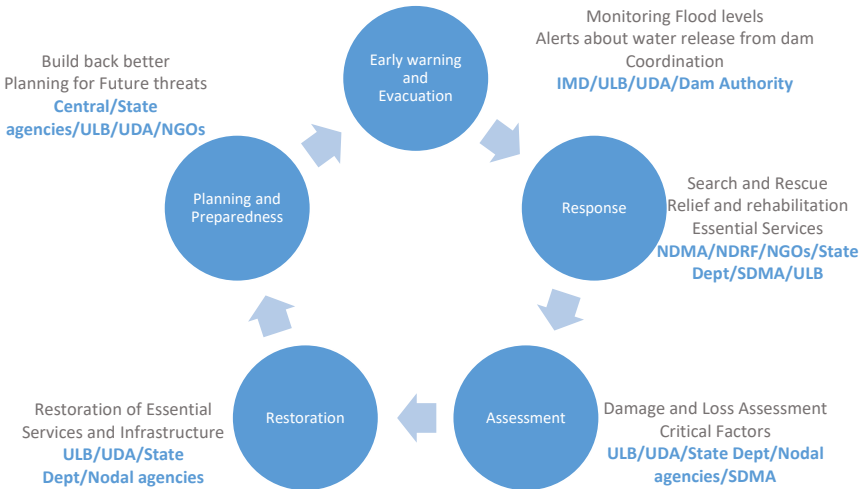 Early warning
and
Evacuation
Monitoring Flood levels
Alerts about water release from dam
Coordination
IMD/ULB/UDA/Dam Authority
Response
Search and Rescue
Relief and rehabilitation
Essential Services
NDMA/NDRF/NGOs/State
Dept/SDMA/ULB
Assessment
Damage and Loss Assessment
Critical Factors
ULB/UDA/State Dept/Nodal
agencies/SDMA
Restoration
Restoration of Essential
Services and Infrastructure
ULB/UDA/State
Dept/Nodal agencies
Planning and
Preparedness
Build back better
Planning for Future threats
Central/State
agencies/ULB/UDA/NGOs